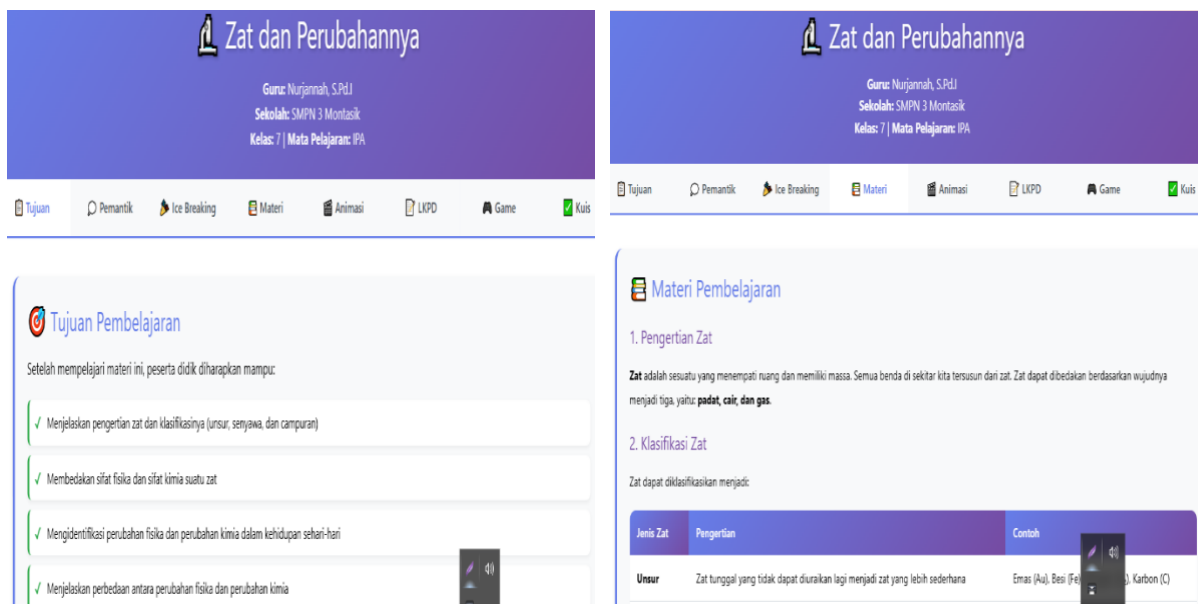 Zat dan Perubahannya
Guru: Nurjannah, S.Pd.I
Sekolah: SMPN 3 Montasik
Kelas: 7 | Mata Pelajaran: IPA
Tujuan Pemantik Ice Breaking Materi Animasi LKPD Game Kuis
Tujuan Pembelajaran
Setelah mempelajari materi ini, peserta didik diharapkan mampu:
✓ Menjelaskan pengertian zat dan klasifikasinya (unsur, senyawa, dan campuran)
✓ Membedakan sifat fisika dan sifat kimia suatu zat
✓ Mengidentifikasi perubahan fisika dan perubahan kimia dalam kehidupan sehari-hari
✓ Menjelaskan perbedaan antara perubahan fisika dan perubahan kimia
Zat dan Perubahannya
Guru: Nurjannah, S.Pd.I
Sekolah: SMPN 3 Montasik
Kelas: 7 | Mata Pelajaran: IPA
Tujuan Pemantik Ice Breaking Materi Animasi LKPD Game Kuis
Materi Pembelajaran
1. Pengertian Zat
Zat adalah sesuatu yang menempati ruang dan memiliki massa. Semua benda di sekitar kita tersusun dari zat. Zat dapat dibedakan berdasarkan wujudnya
menjadi tiga, yaitu: padat, cair, dan gas.
2. Klasifikasi Zat
Zat dapat diklasifikasikan menjadi:
Jenis Zat Pengertian Contoh
Unsur Zat tunggal yang tidak dapat diuraikan lagi menjadi zat yang lebih sederhana Emas (Au), Besi (Fe) ), Karbon (C)